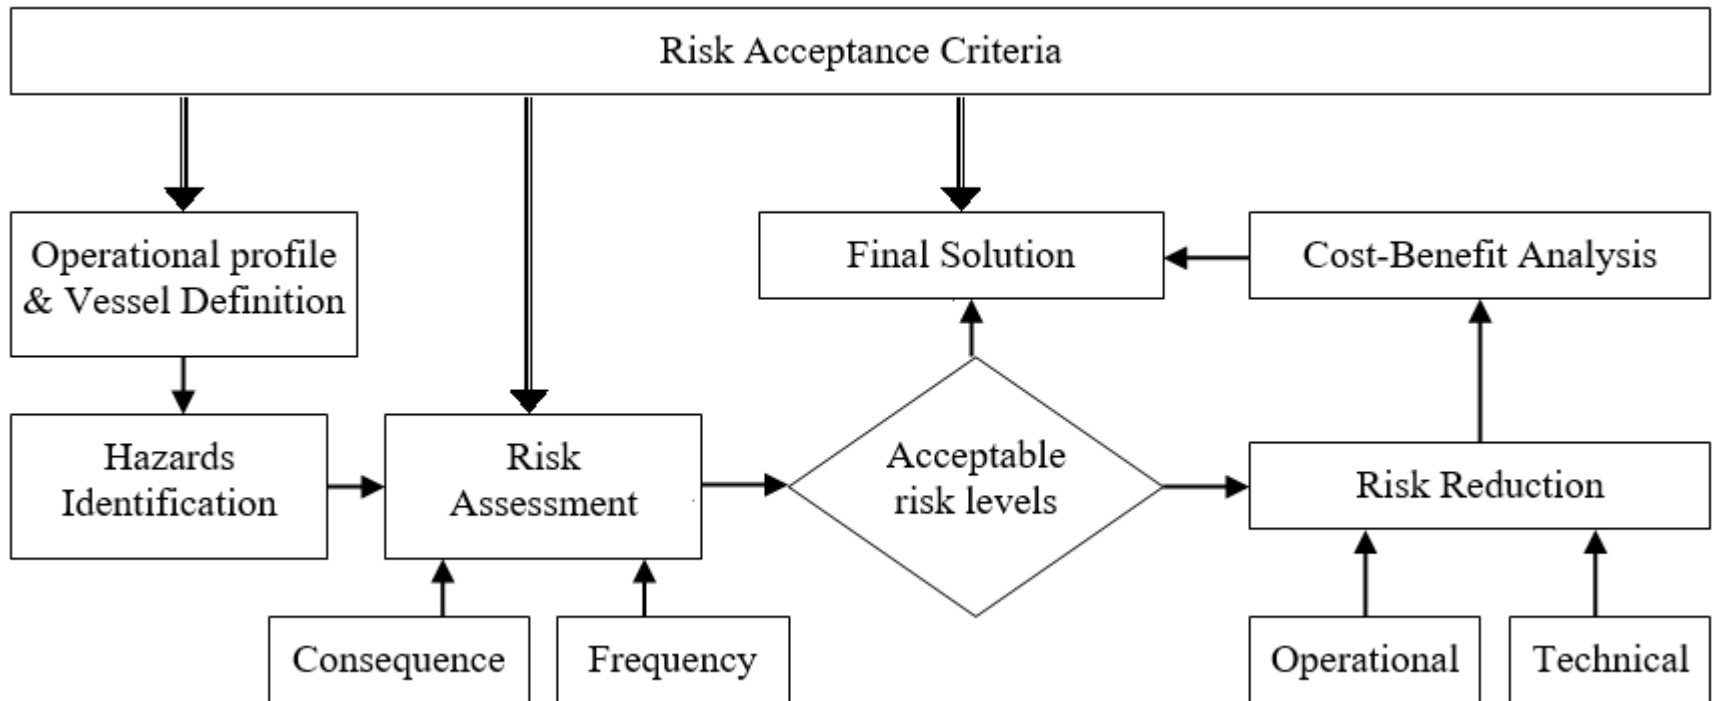 Risk Acceptance Criteria
Operational profile
& Vessel Definition
Final Solution
Cost-Benefit Analysis
Hazards
Identification
Risk
Assessment
Acceptable
risk levels
Risk Reduction
Consequence
Frequency
Operational
Technical